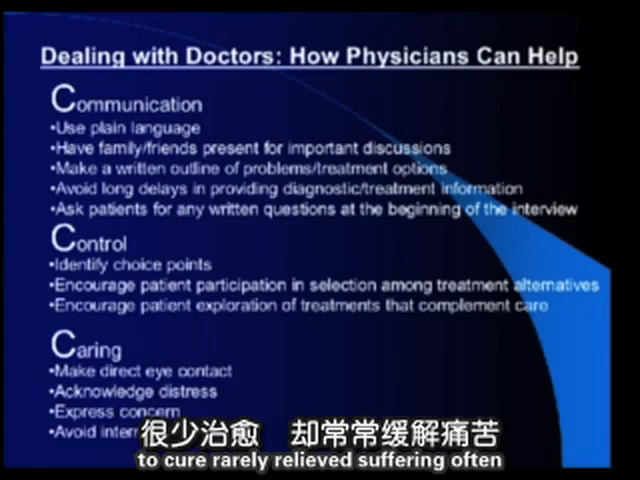 Dealing with Doctors: How Physicians Can Help
Communication
•Use plain language
•Have family/friends present for important discussions
•Make a written outline of problems/treatment options
•Avoid long delays in providing diagnostic/treatment information
•Ask patients for any written questions at the beginning of the interview
Control
•Identify choice points
•Encourage patient participation in selection among treatment alternatives
•Encourage patient exploration of treatments that complement care
Caring
•Make direct eye contact
•Acknowledge distress
•Express concern
•Avoid
很少治愈 却常常缓解痛苦
to cure rarely relieved suffering often